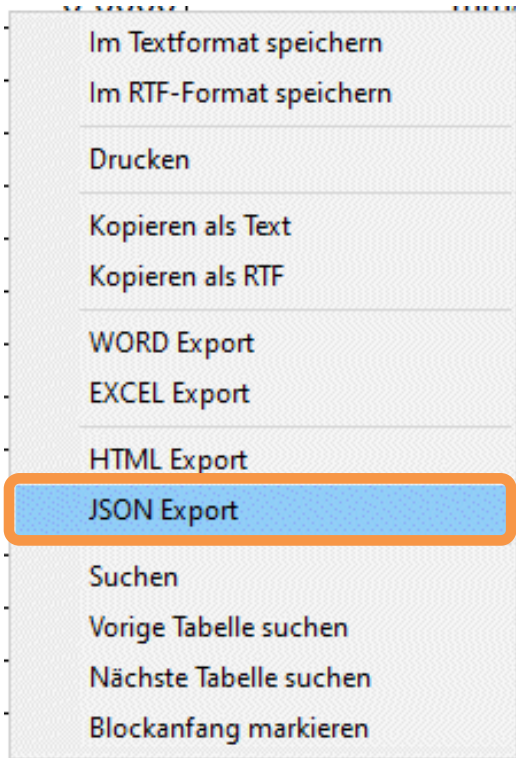 Im Textformat speichern
Im RTF-Format speichern
Drucken
Kopieren als Text
Kopieren als RTF
WORD Export
EXCEL Export
HTML Export
JSON Export
Suchen
Vorige Tabelle suchen
Nächste Tabelle suchen
Blockanfang markieren